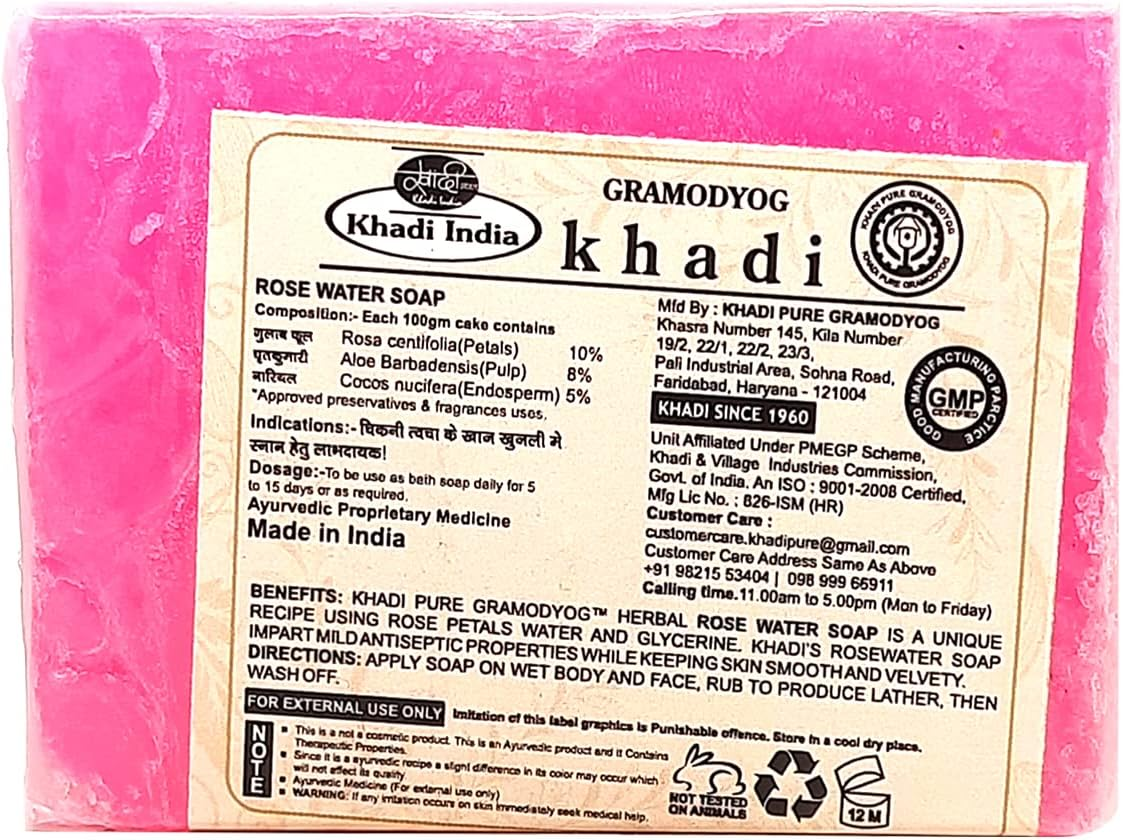 खादी
Khadi India
Khadi India
GRAMODYOG
khadi
KHADI PURE GRAMODYOG
KHADI PURE GRAMODYOG
ROSE WATER SOAP
Composition:- Each 100gm cake contains
गुलाब फूल Rosa centifolia(Petals) 10%
घृतकुमारी Aloe Barbadensis(Pulp) 8%
नारियल Cocos nucifera(Endosperm) 5%
*Approved preservatives & fragrances uses.
Indications:- चिकनी त्वचा के खाज खुजली मे
स्नान हेतु लाभदायक!
Dosage:-To be use as bath soap daily for 5
to 15 days or as required.
Ayurvedic Proprietary Medicine
Made in India
Mfd By : KHADI PURE GRAMODYOG
Khasra Number 145, Kila Number
19/2, 22/1, 22/2, 23/3,
Pali Industrial Area, Sohna Road,
Faridabad, Haryana - 121004
KHADI SINCE 1960
GOOD MANUFACTURING PARCTICE
GMP
CERTIFIED
Unit Affiliated Under PMEGP Scheme,
Khadi & Village Industries Commission,
Govt. of India. An ISO : 9001-2008 Certified,
Mfg Lic No. : 826-ISM (HR)
Customer Care :
customercare.khadipure@gmail.com
Customer Care Address Same As Above
+91 98215 53404 | 098 999 66911
Calling time.11.00am to 5.00pm (Mon to Friday)
BENEFITS: KHADI PURE GRAMODYOG™ HERBAL ROSE WATER SOAP IS A UNIQUE
RECIPE USING ROSE PETALS WATER AND GLYCERINE. KHADI'S ROSEWATER SOAP
IMPART MILD ANTISEPTIC PROPERTIES WHILE KEEPING SKIN SMOOTH AND VELVETY.
DIRECTIONS: APPLY SOAP ON WET BODY AND FACE, RUB TO PRODUCE LATHER, THEN
WASH OFF.
FOR EXTERNAL USE ONLY Imitation of this label graphics is Punishable offence. Store in a cool dry place.
NOTE
▪ This is a not a cosmetic product. This is an Ayurvedic product and it Contains
Therapeutic Properties.
▪ Since it is a ayurvedic recipe a slignt difference in its color may occur which
will not affect its quality.
▪ Ayurvedic Medicine (For external use only)
▪ WARNING: If any irritation occurs on skin immediately seek medical help.
NOT TESTED
ON ANIMALS
12 M